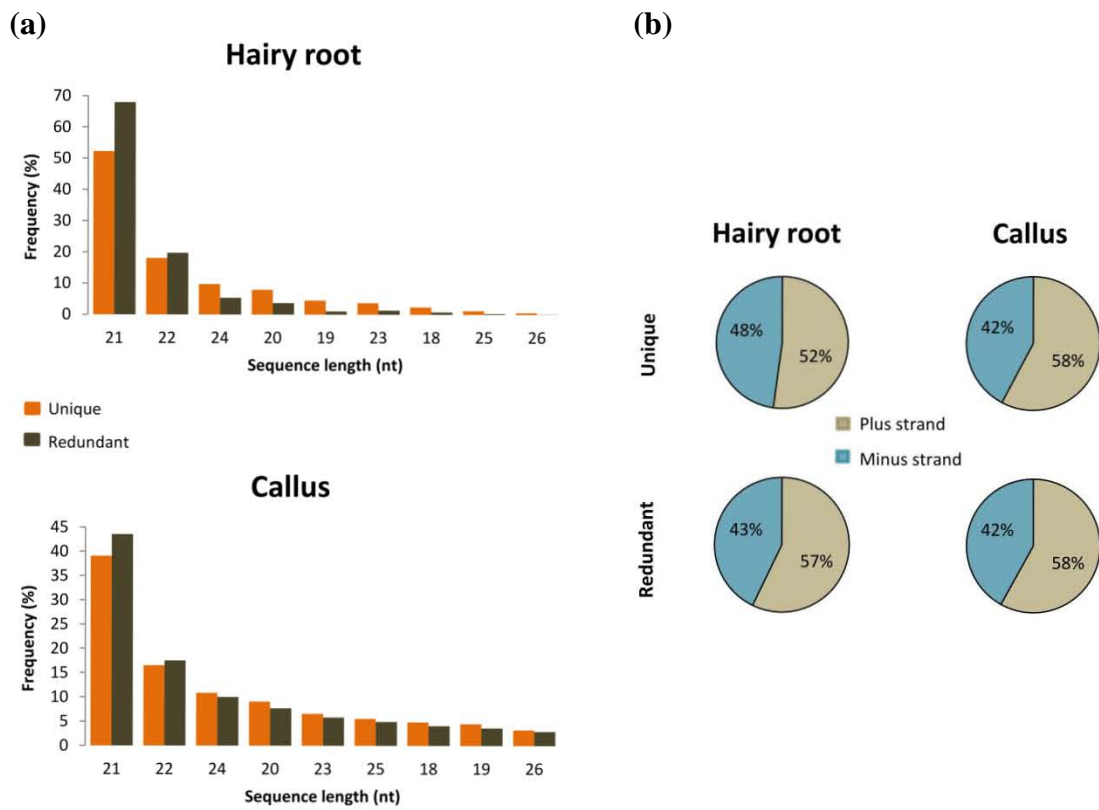 (a)
Hairy root
Frequency (%)
70
60
50
40
30
20
10
0
21 22 24 20 19 23 18 25 26
Sequence length (nt)
Unique
Redundant
Callus
Frequency (%)
45
40
35
30
25
20
15
10
5
0
21 22 24 20 23 25 18 19 26
Sequence length (nt)
(b)
Hairy root Callus
Unique
48% 52% 42% 58%
Plus strand
Minus strand
Redundant
43% 57% 42% 58%